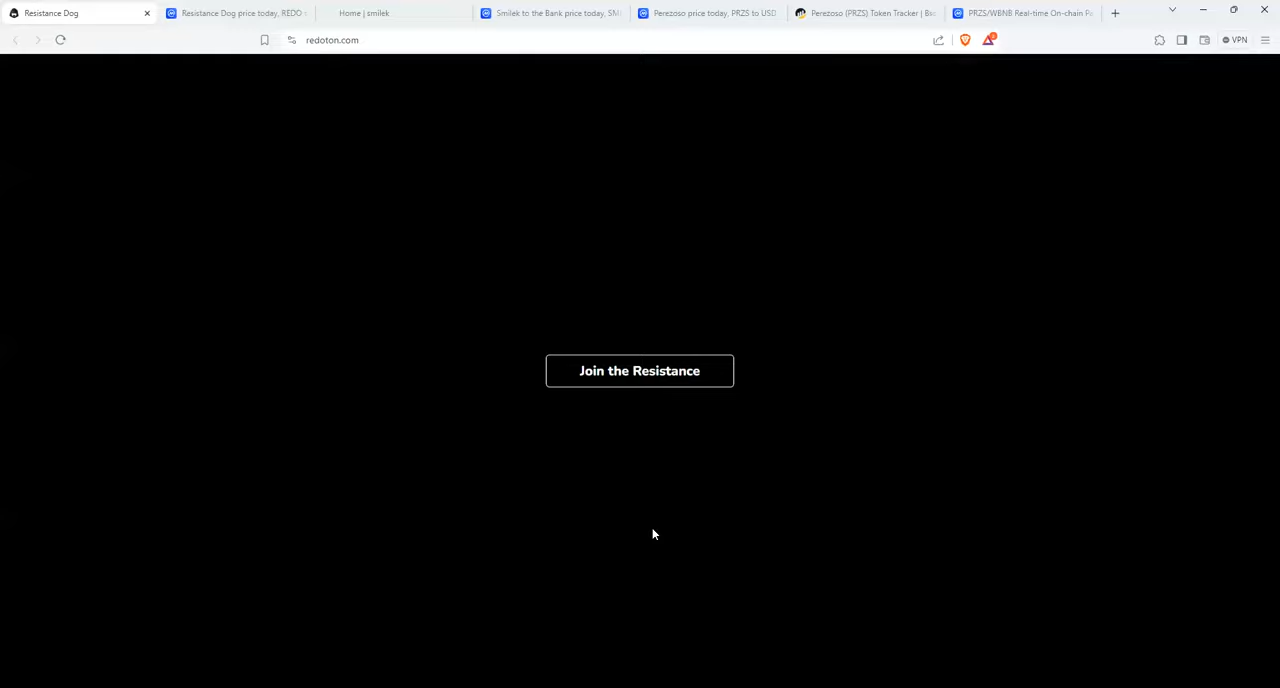 Resistance Dog
Resistance Dog price today, REDO
Home | smilek
Smilek to the Bank price today, SM
Perezoso price today, PRZS to USD
Perezoso (PRZS) Token Tracker | Bsc
PRZS/WBNB Real-time On-chain Pa
redoton.com
VPN
Join the Resistance